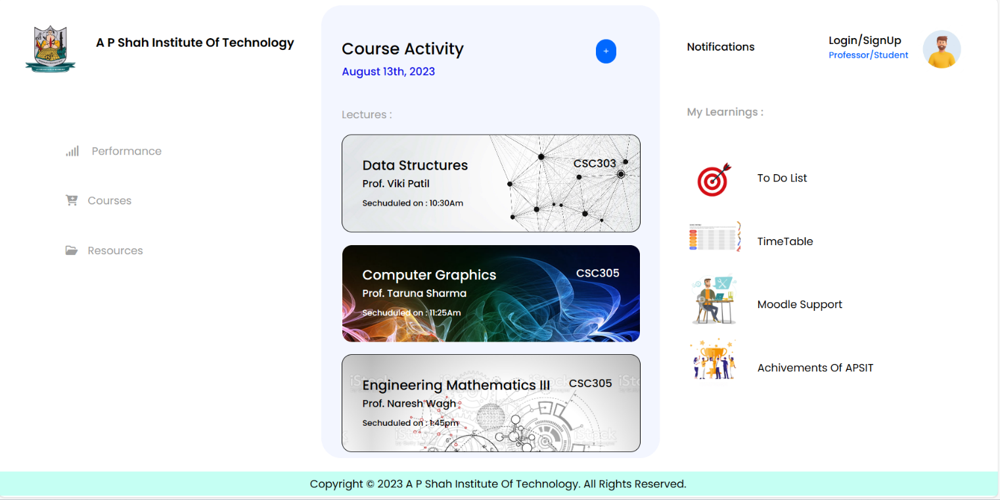 A P Shah Institute Of Technology
Performance
Courses
Resources
Course Activity
+
August 13th, 2023
Lectures :
Data Structures
CSC303
Prof. Viki Patil
Sechuduled on : 10:30Am
Computer Graphics
CSC305
Prof. Taruna Sharma
Sechuduled on : 11:25Am
Engineering Mathematics III
CSC305
Prof. Naresh Wagh
Sechuduled on : 1:45pm
iStock
iStock
iStock
Notifications
Login/SignUp
Professor/Student
My Learnings :
To Do List
TimeTable
Moodle Support
Achivements Of APSIT
Copyright © 2023 A P Shah Institute Of Technology. All Rights Reserved.